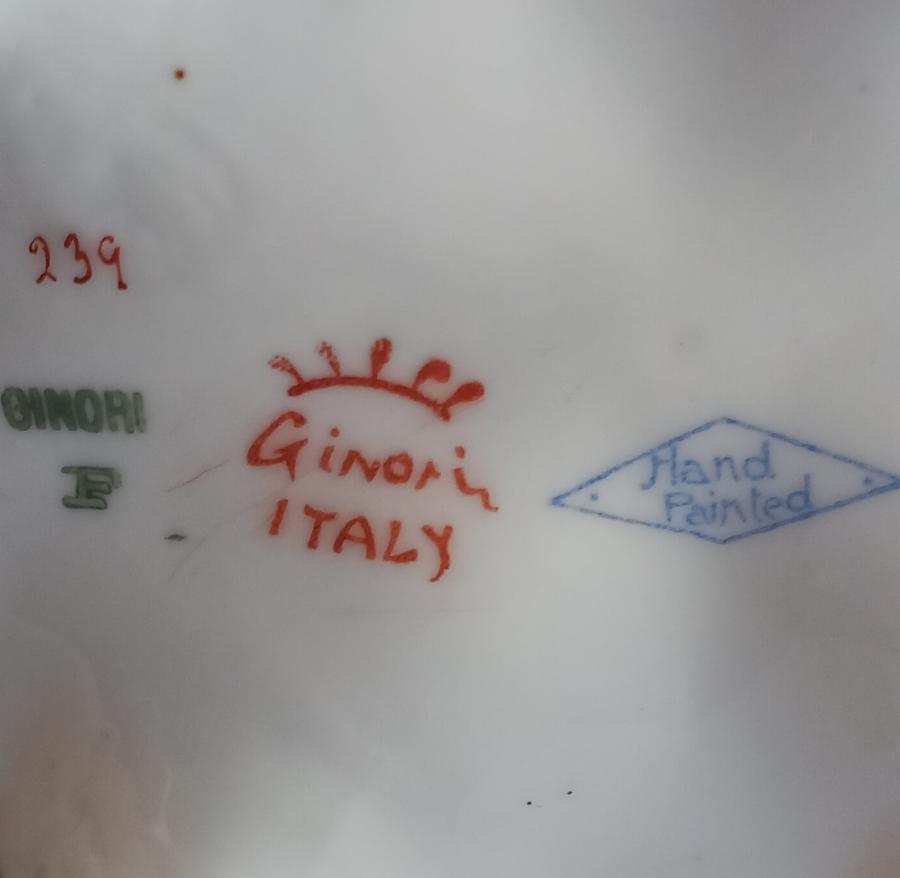 239
GINORI
F
Ginori
ITALY
Hand
Painted